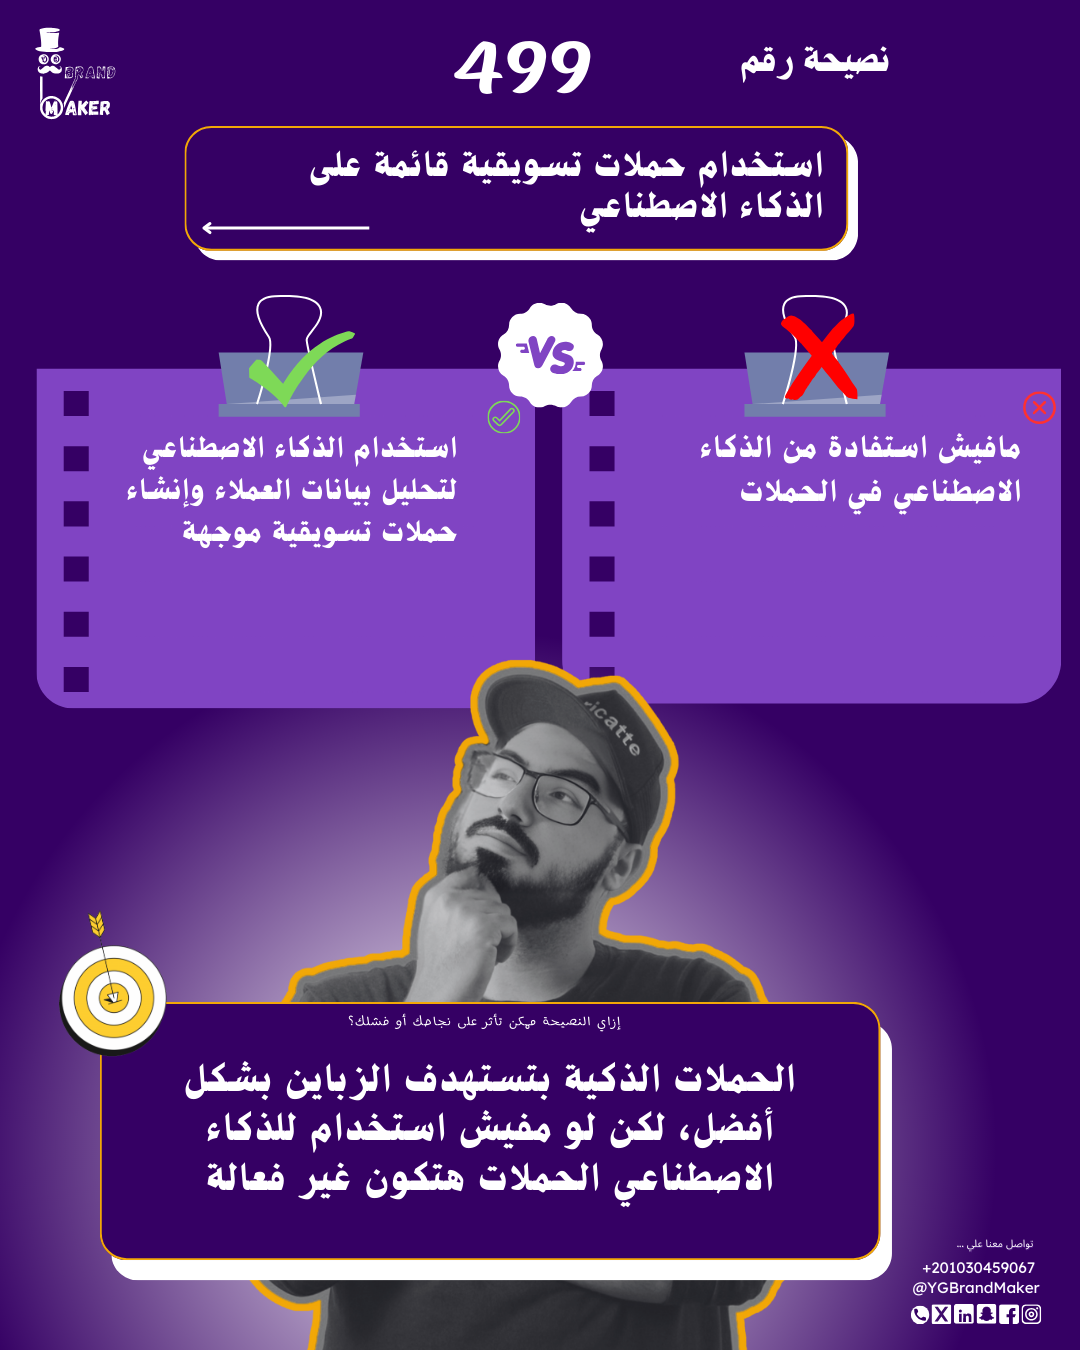 BRAND
MAKER
نصيحة رقم
499
استخدام حملات تسويقية قائمة على
الذكاء الاصطناعي
VS
مافيش استفادة من الذكاء
الاصطناعي في الحملات
استخدام الذكاء الاصطناعي
لتحليل بيانات العملاء وإنشاء
حملات تسويقية موجهة
icatte
إزاي النصيحة ممكن تأثر على نجاحك أو فشلك؟
الحملات الذكية بتستهدف الزباين بشكل
أفضل، لكن لو مفيش استخدام للذكاء
الاصطناعي الحملات هتكون غير فعالة
تواصل معنا علي ...
+201030459067
@YGBrandMaker